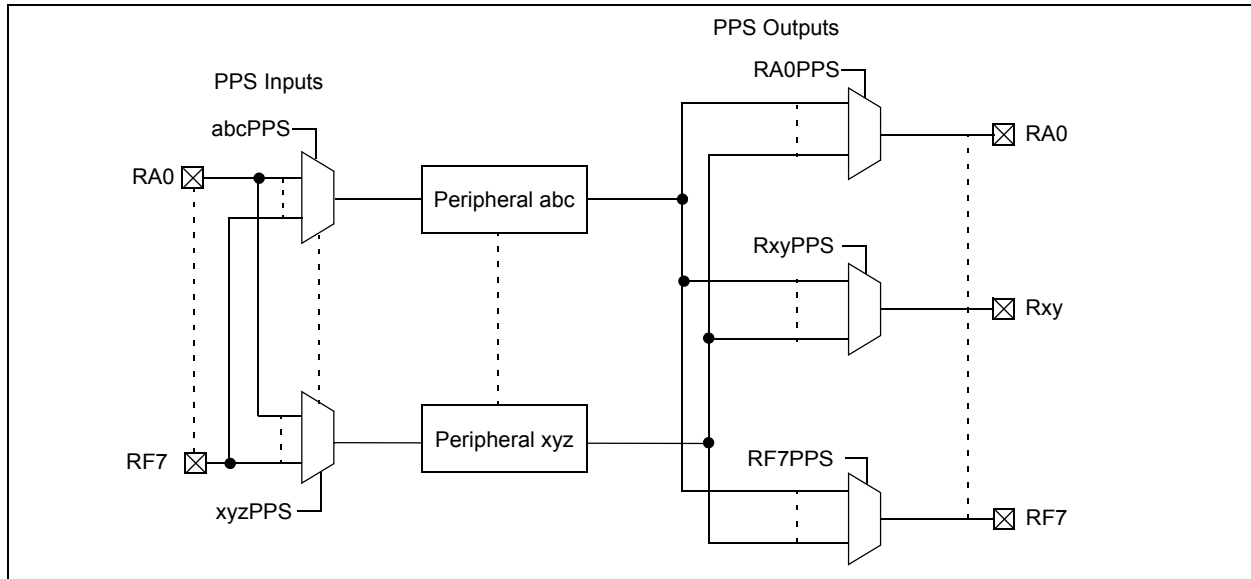 PPS Outputs
RA0PPS
PPS Inputs
abcPPS
RA0
RA0
Peripheral abc
RxyPPS
Rxy
Peripheral xyz
RF7
RF7PPS
xyzPPS
RF7